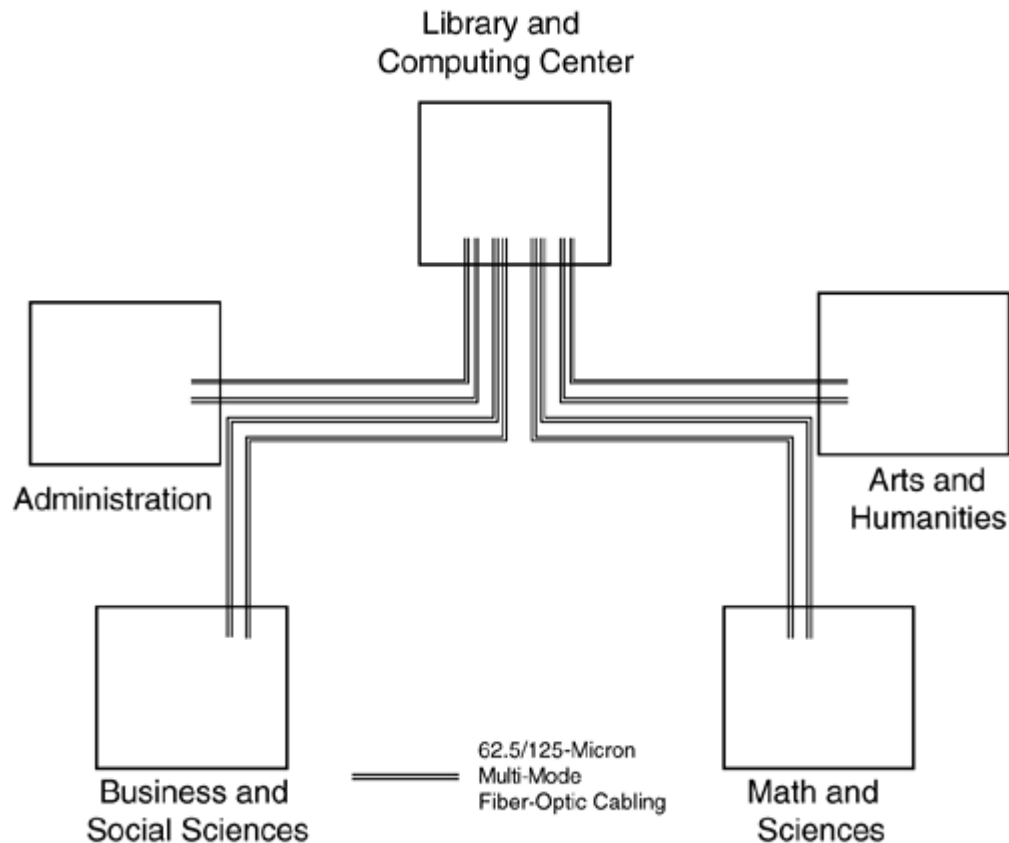 Library and
Computing Center
Administration
Arts and
Humanities
62.5/125-Micron
Multi-Mode
Fiber-Optic Cabling
Business and
Social Sciences
Math and
Sciences